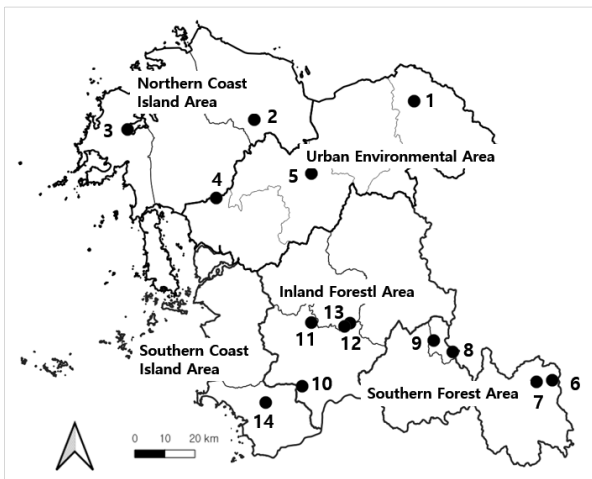 Northern Coast
Island Area
1
2
3
Urban Environmental Area
5
4
Inland Forestl Area
13
11
12
9
8
Southern Coast
Island Area
10
Southern Forest Area
7
6
14
0
10
20 km